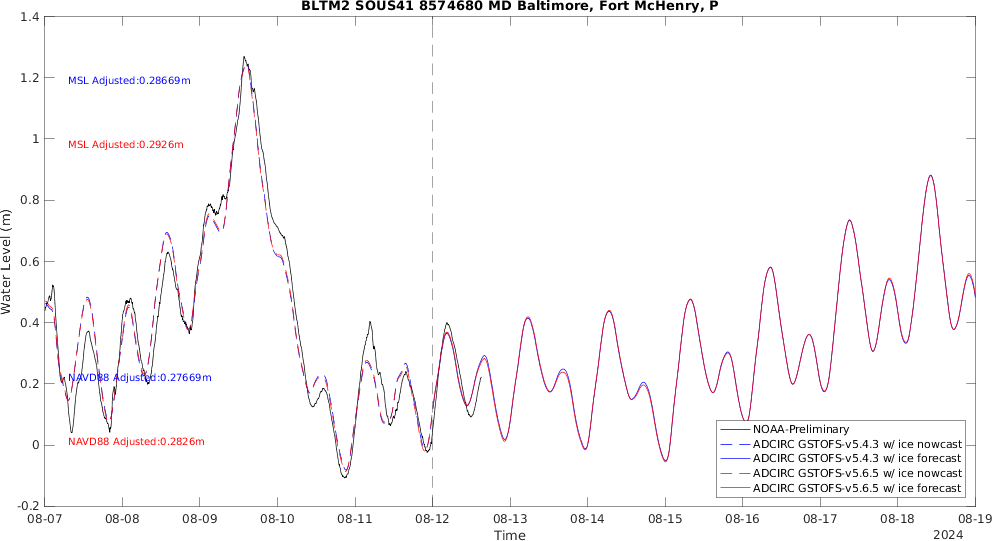 BLTM2 SOUS41 8574680 MD Baltimore, Fort McHenry, P
1.4
1.2
1
0.8
0.6
0.4
0.2
0
-0.2
Water Level (m)
MSL Adjusted:0.28669m
MSL Adjusted:0.2926m
NAVD88 Adjusted:0.27669m
NAVD88 Adjusted:0.2826m
NOAA-Preliminary
ADCIRC GSTOFS-v5.4.3 w/ ice nowcast
ADCIRC GSTOFS-v5.4.3 w/ ice forecast
ADCIRC GSTOFS-v5.6.5 w/ ice nowcast
ADCIRC GSTOFS-v5.6.5 w/ ice forecast
08-07 08-08 08-09 08-10 08-11 08-12 08-13 08-14 08-15 08-16 08-17 08-18 08-19
Time
2024